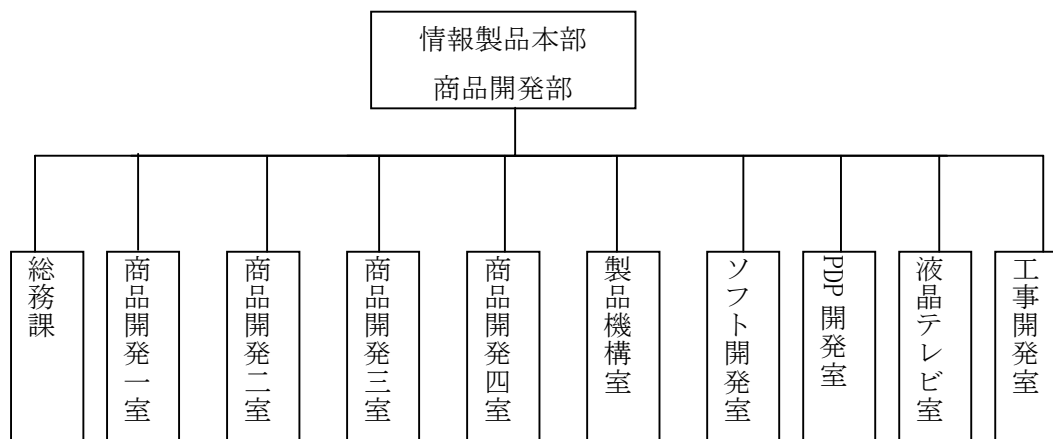 情報製品本部
商品開発部
総務課
商品開発一室
商品開発二室
商品開発三室
商品開発四室
製品機構室
ソフト開発室
PDP 開発室
液晶テレビ室
工事開発室